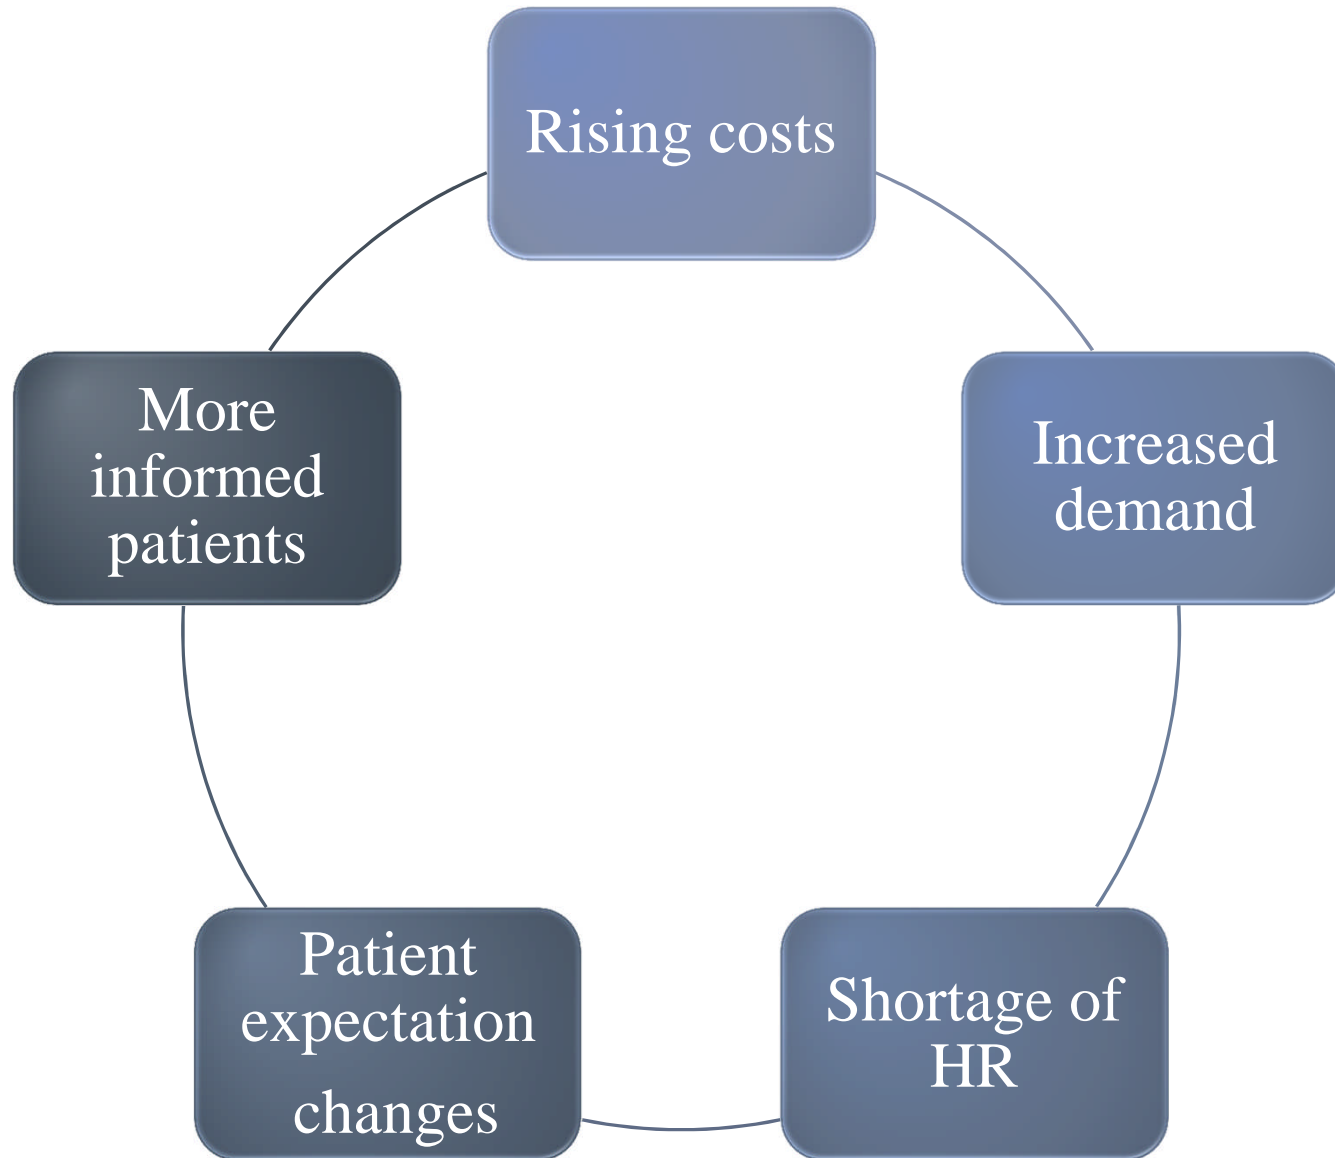 Rising costs
Increased
demand
Shortage of
HR
Patient
expectation
changes
More
informed
patients